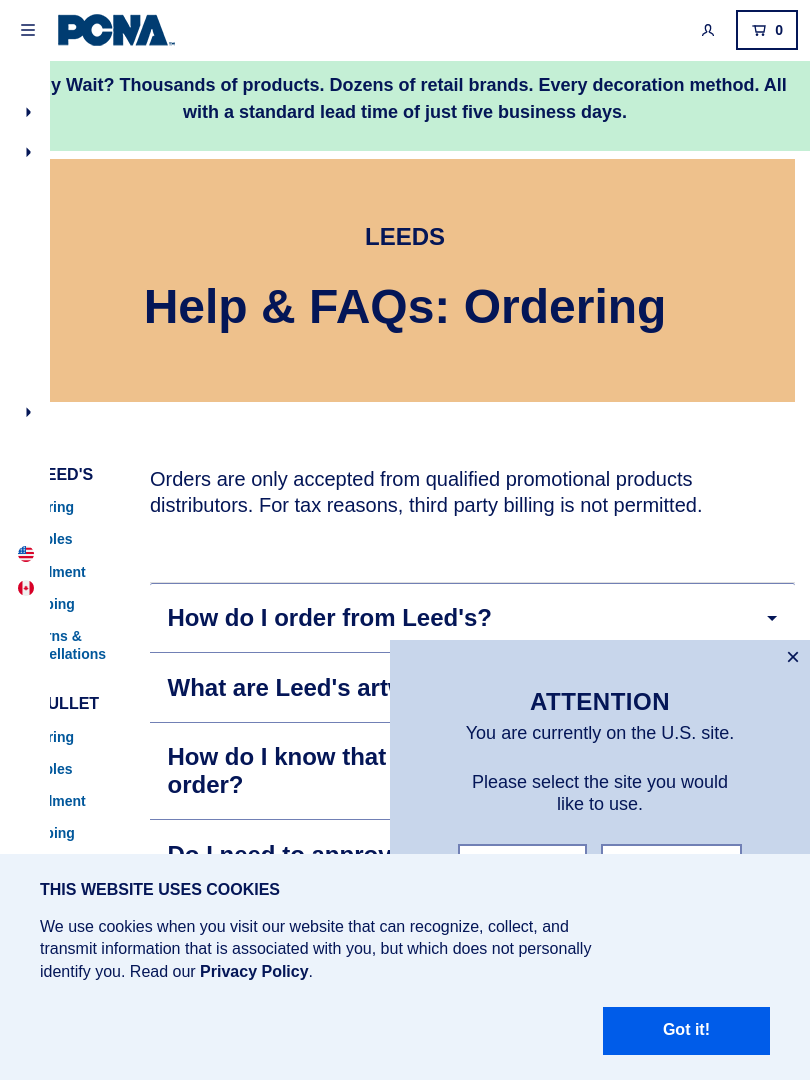 PCNA
0
y Wait? Thousands of products. Dozens of retail brands. Every decoration method. All
with a standard lead time of just five business days.
LEEDS
Help & FAQs: Ordering
EED'S
ring
ples
lment
ping
rns &
ellations
ULLET
ring
ples
lment
ping
Orders are only accepted from qualified promotional products
distributors. For tax reasons, third party billing is not permitted.
How do I order from Leed's?
What are Leed's
How do I know that
order?
Do I need to
×
ATTENTION
You are currently on the U.S. site.
Please select the site you would
like to use.
THIS WEBSITE USES COOKIES
We use cookies when you visit our website that can recognize, collect, and
transmit information that is associated with you, but which does not personally
identify you. Read our Privacy Policy.
Got it!